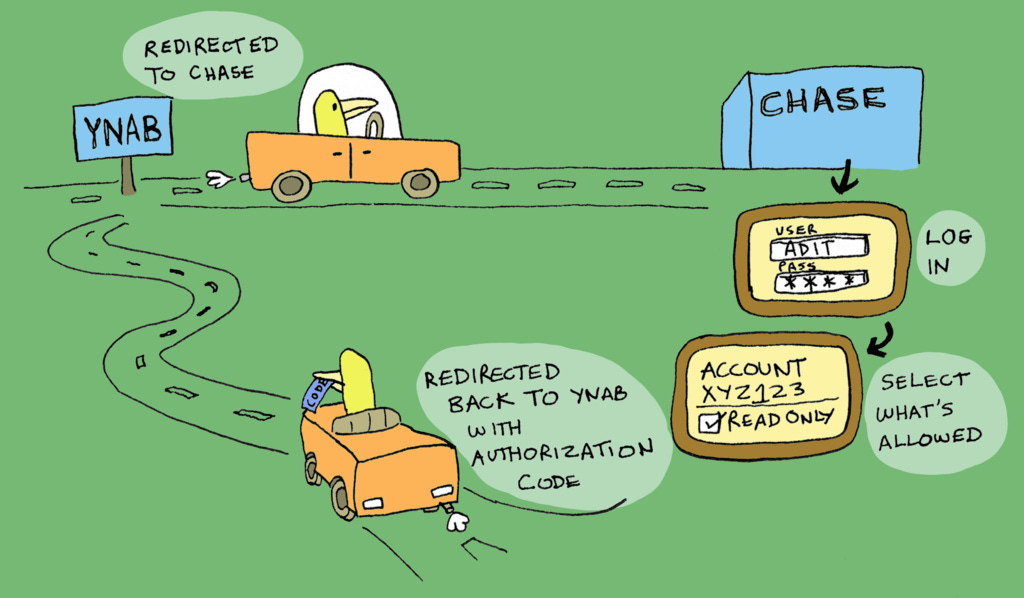 REDIRECTED
TO CHASE
YNAB
CHASE
USER
ADIT
PASS
****
LOG
IN
ACCOUNT
XYZ123
READ ONLY
SELECT
WHAT'S
ALLOWED
CODE
REDIRECTED
BACK TO YNAB
WITH
AUTHORIZATION
CODE